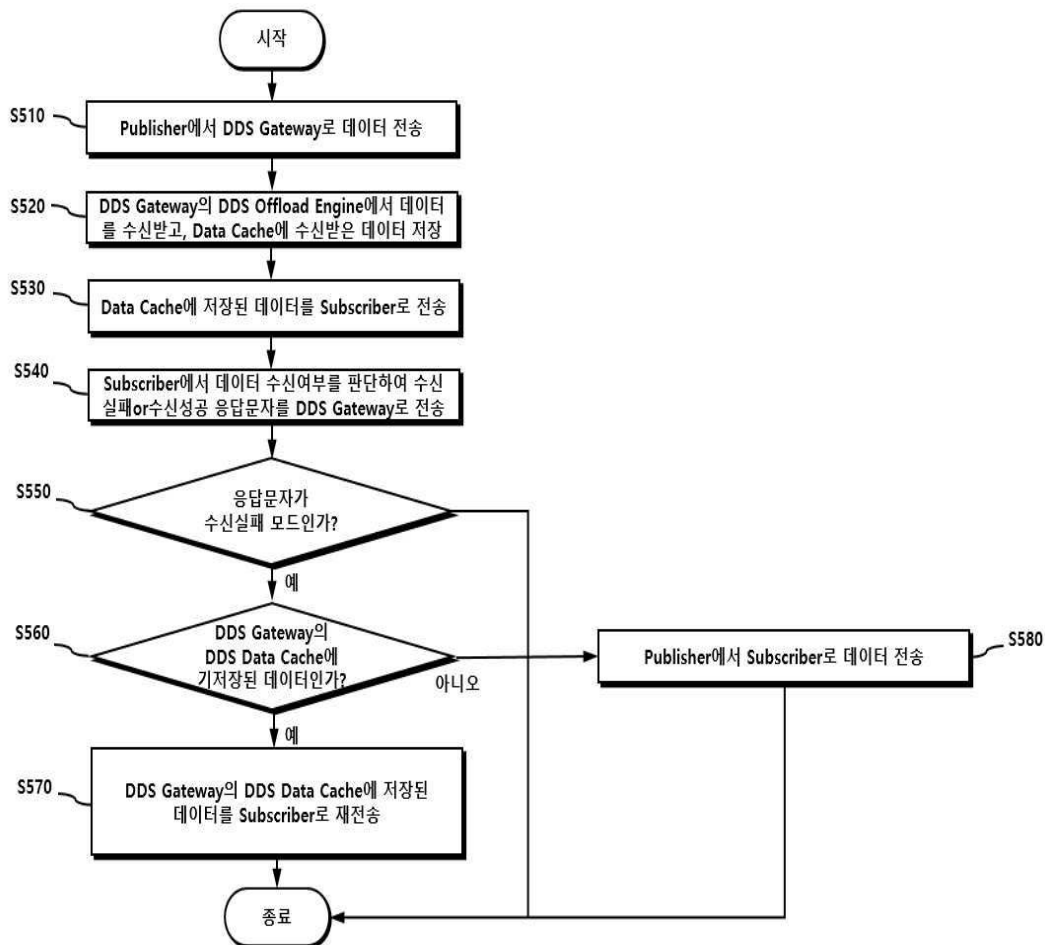 시작
S510
Publisher에서 DDS Gateway로 데이터 전송
S520
DDS Gateway의 DDS Offload Engine에서 데이터
를 수신받고, Data Cache에 수신받은 데이터 저장
S530
Data Cache에 저장된 데이터를 Subscriber로 전송
S540
Subscriber에서 데이터 수신여부를 판단하여 수신
실패or수신성공 응답문자를 DDS Gateway로 전송
S550
응답문자가
수신실패 모드인가?
예
S560
DDS Gateway의
DDS Data Cache에
기저장된 데이터인가?
아니오
Publisher에서 Subscriber로 데이터 전송
S580
예
S570
DDS Gateway의 DDS Data Cache에 저장된
데이터를 Subscriber로 재전송
종료